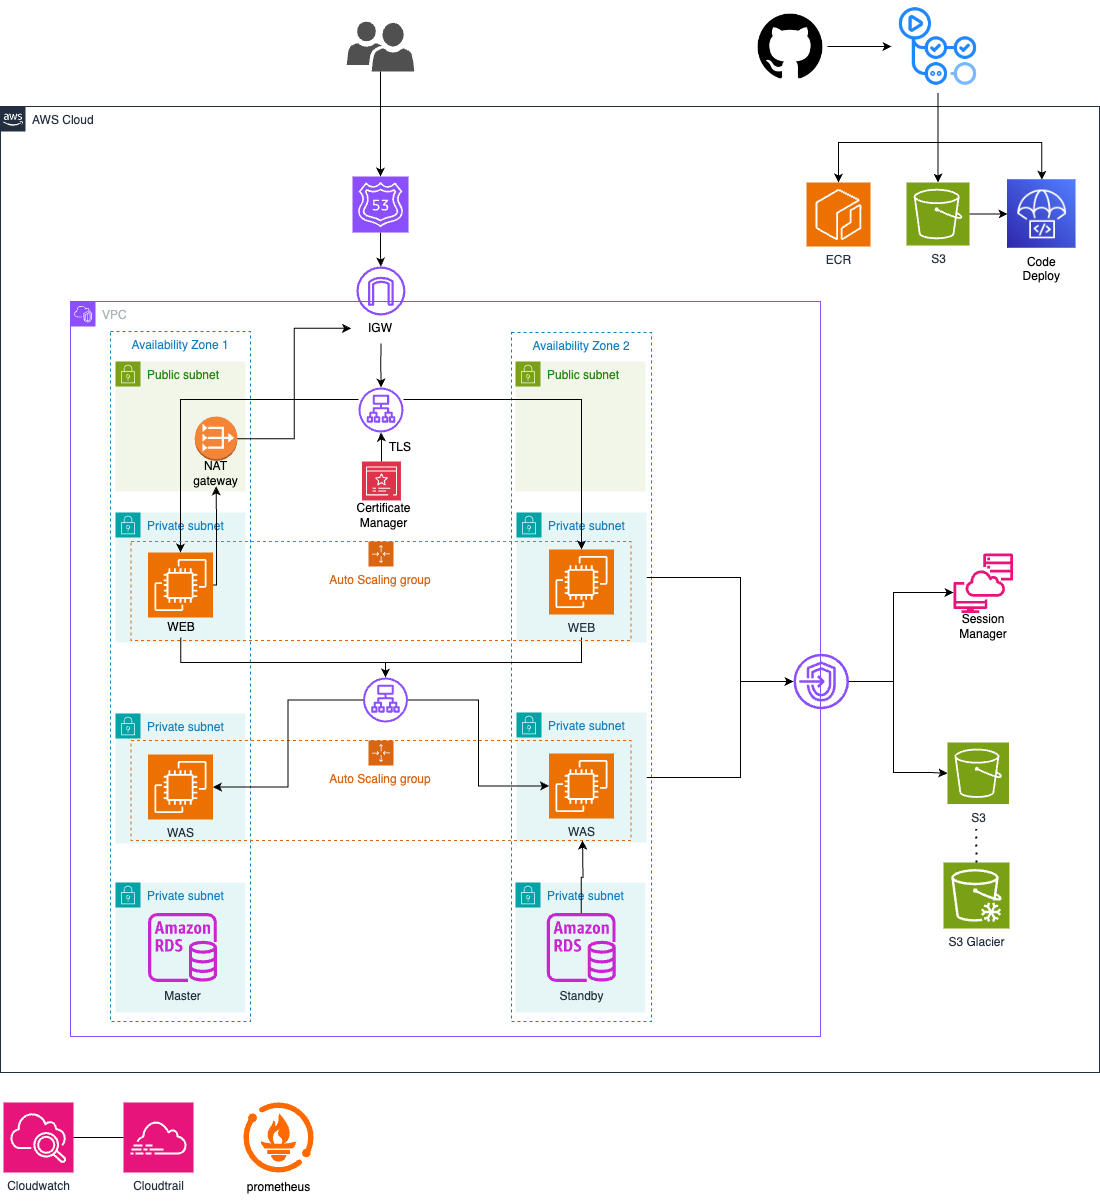 aws
AWS Cloud
53
ECR
S3
Code
Deploy
VPC
IGW
Availability Zone 1
Availability Zone 2
Public subnet
Public subnet
TLS
NAT
gateway
Certificate
Manager
Private subnet
Private subnet
Auto Scaling group
WEB
WEB
Session
Manager
Private subnet
Private subnet
Auto Scaling group
WAS
WAS
S3
Private subnet
Private subnet
Amazon
RDS
Amazon
RDS
S3 Glacier
Master
Standby
Cloudwatch
Cloudtrail
prometheus